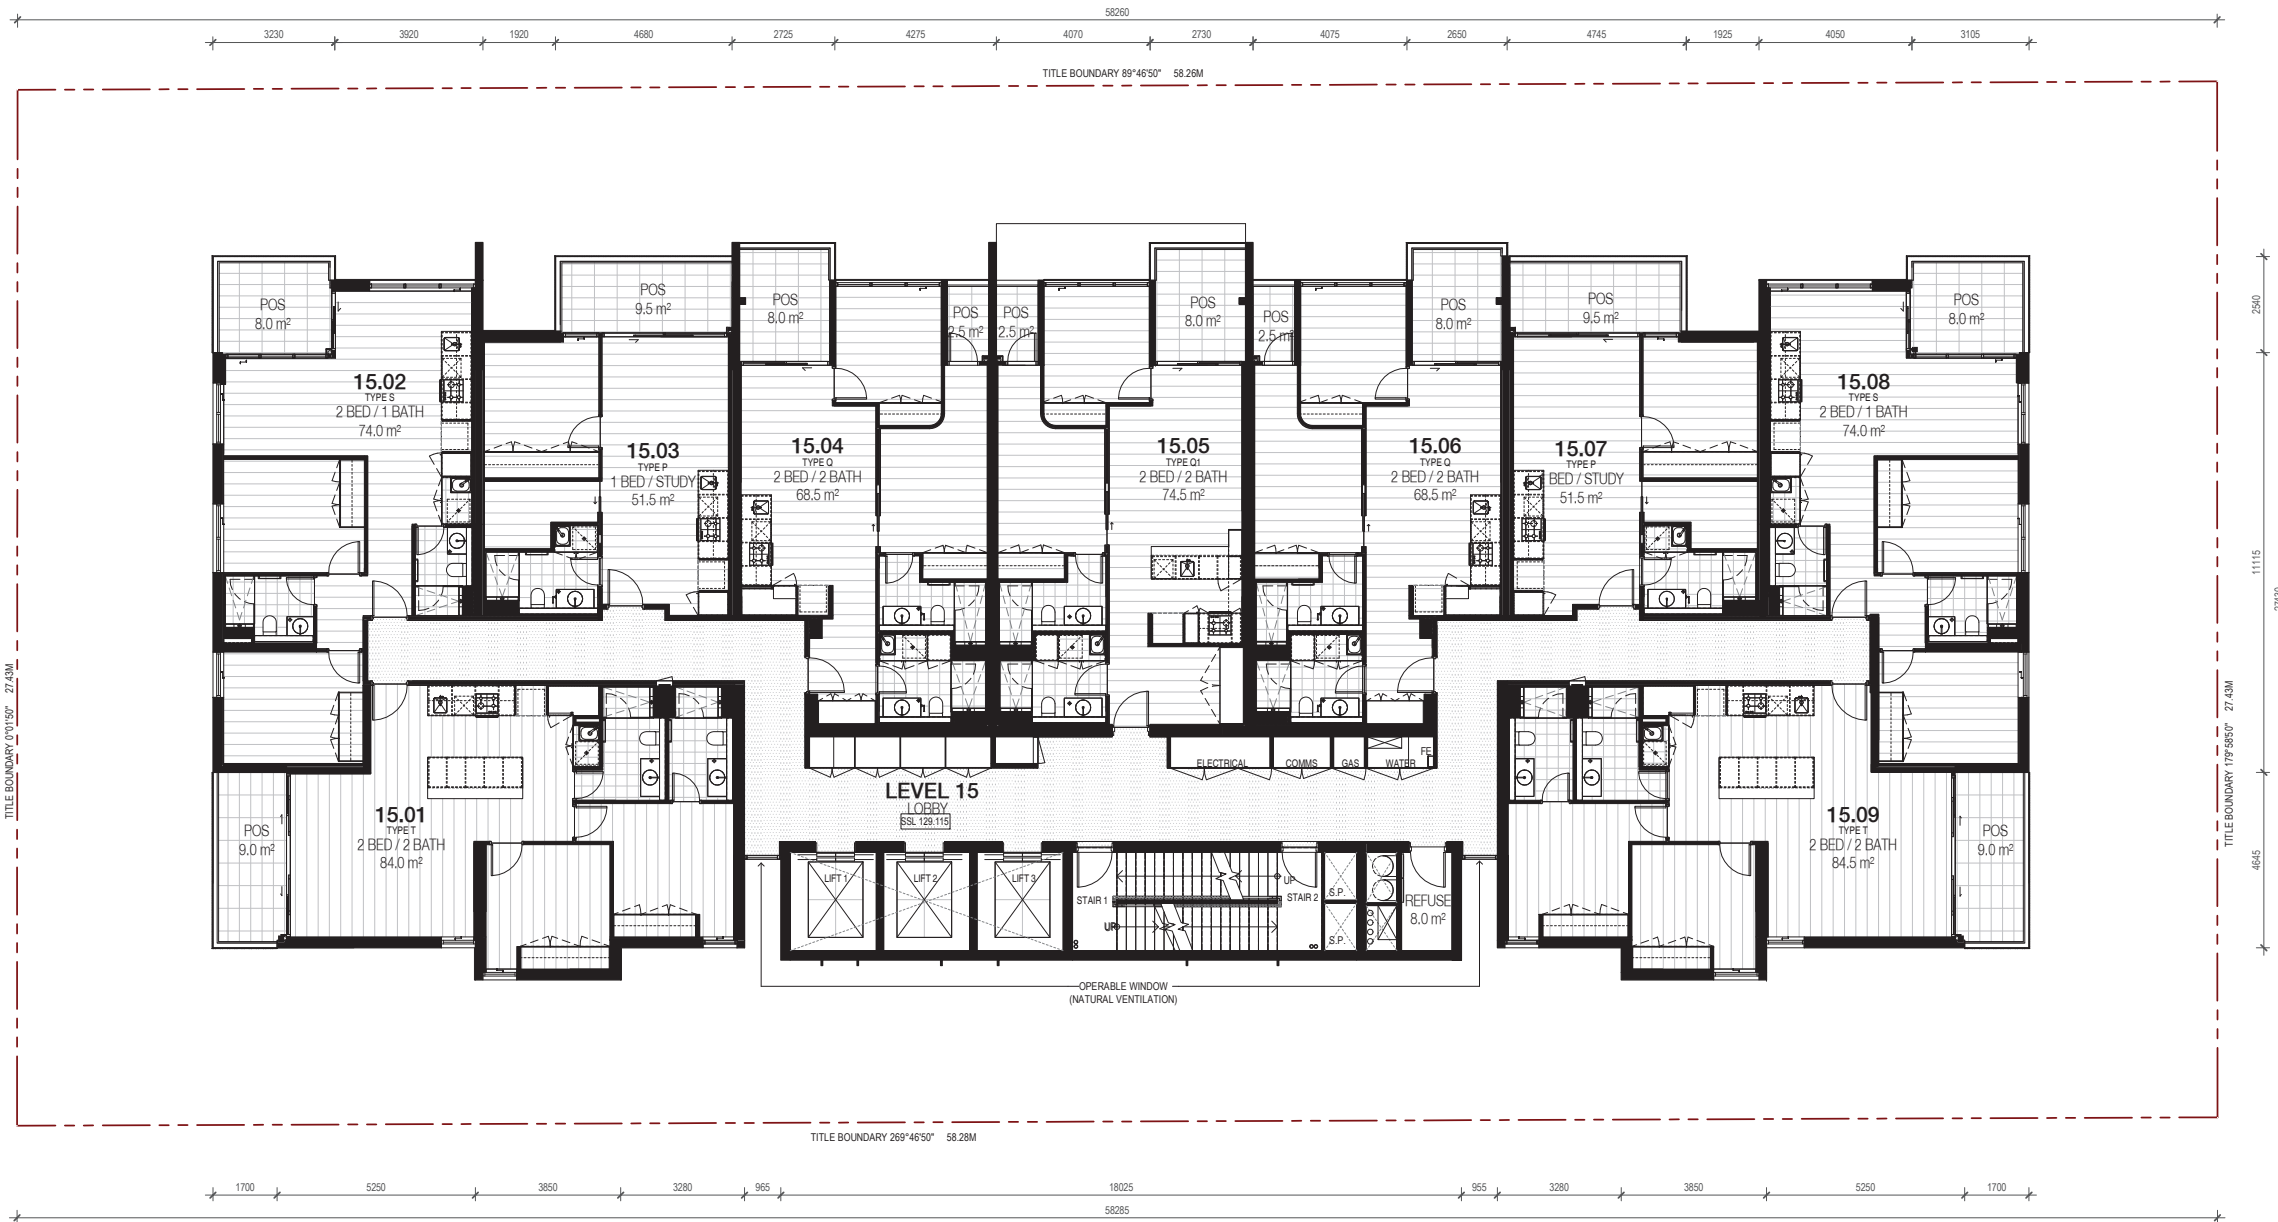 58260
3230 3920 1920 4680 2725 4275 4070 2730 4075 2650 4745 1925 4050 3105
TITLE BOUNDARY 89°46'50" 58.26M
POS
8.0 m²
POS
9.5 m²
POS
8.0 m²
POS
2.5 m²
POS
2.5 m²
POS
8.0 m²
POS
2.5 m²
POS
8.0 m²
POS
9.5 m²
POS
8.0 m²
2540
11115
27430
4645
15.02
TYPE S
2 BED / 1 BATH
74.0 m²
15.03
TYPE P
1 BED / STUDY
51.5 m²
15.04
TYPE Q
2 BED / 2 BATH
68.5 m²
15.05
TYPE Q1
2 BED / 2 BATH
74.5 m²
15.06
TYPE Q
2 BED / 2 BATH
68.5 m²
15.07
TYPE P
BED / STUDY
51.5 m²
15.08
TYPE S
2 BED / 1 BATH
74.0 m²
TITLE BOUNDARY 0°01'50" 27.43M
TITLE BOUNDARY 179°58'50" 27.43M
ELECTRICAL
COMMS
GAS
WATER
FE
LEVEL 15
LOBBY
SSL 129.115
15.01
TYPE T
2 BED / 2 BATH
84.0 m²
POS
9.0 m²
15.09
TYPE T
2 BED / 2 BATH
84.5 m²
POS
9.0 m²
LIFT 1
LIFT 2
LIFT 3
STAIR 1
UP
UP
STAIR 2
S.P.
S.P.
REFUSE
8.0 m²
OPERABLE WINDOW
(NATURAL VENTILATION)
TITLE BOUNDARY 269°46'50" 58.28M
1700 5250 3850 3280 965 18025 955 3280 3850 5250 1700
58285